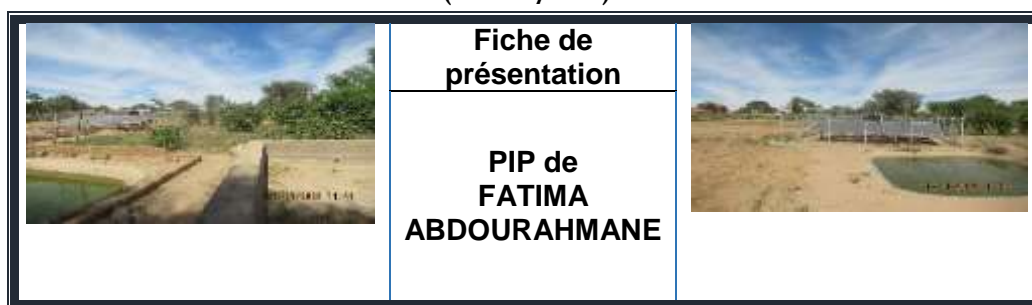 Fiche de
présentation
PIP de
FATIMA
ABDOURAHMANE